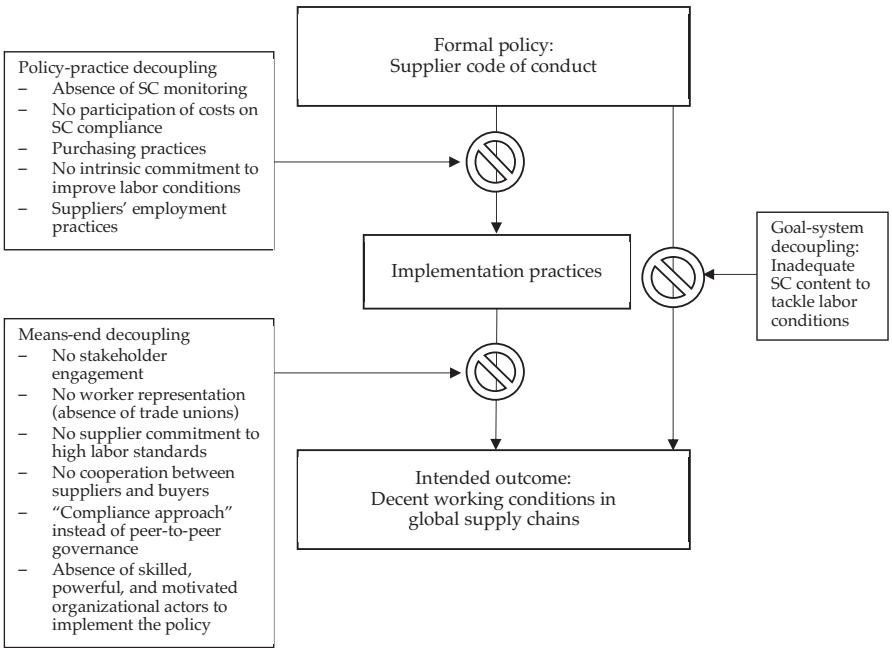 Formal policy:
Supplier code of conduct
Policy-practice decoupling
– Absence of SC monitoring
– No participation of costs on
SC compliance
– Purchasing practices
– No intrinsic commitment to
improve labor conditions
– Suppliers’ employment
practices
Implementation practices
Goal-system
decoupling:
Inadequate
SC content to
tackle labor
conditions
Means-end decoupling
– No stakeholder
engagement
– No worker representation
(absence of trade unions)
– No supplier commitment to
high labor standards
– No cooperation between
suppliers and buyers
– “Compliance approach”
instead of peer-to-peer
governance
– Absence of skilled,
powerful, and motivated
organizational actors to
implement the policy
Intended outcome:
Decent working conditions in
global supply chains